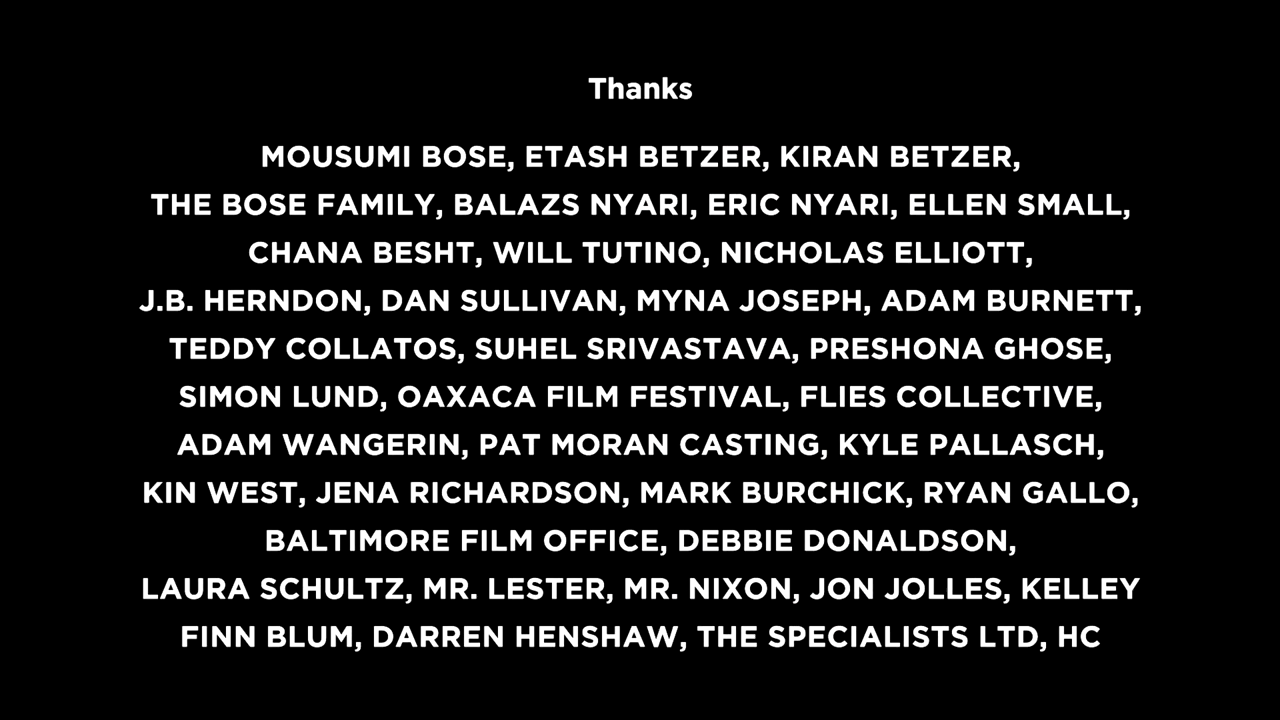 Thanks
MOUSUMI BOSE, ETASH BETZER, KIRAN BETZER,
THE BOSE FAMILY, BALAZS NYARI, ERIC NYARI, ELLEN SMALL,
CHANA BESHT, WILL TUTINO, NICHOLAS ELLIOTT,
J.B. HERNDON, DAN SULLIVAN, MYNA JOSEPH, ADAM BURNETT,
TEDDY COLLATOS, SUHEL SRIVASTAVA, PRESHONA GHOSE,
SIMON LUND, OAXACA FILM FESTIVAL, FLIES COLLECTIVE,
ADAM WANGERIN, PAT MORAN CASTING, KYLE PALLASCH,
KIN WEST, JENA RICHARDSON, MARK BURCHICK, RYAN GALLO,
BALTIMORE FILM OFFICE, DEBBIE DONALDSON,
LAURA SCHULTZ, MR. LESTER, MR. NIXON, JON JOLLES, KELLEY
FINN BLUM, DARREN HENSHAW, THE SPECIALISTS LTD, HC